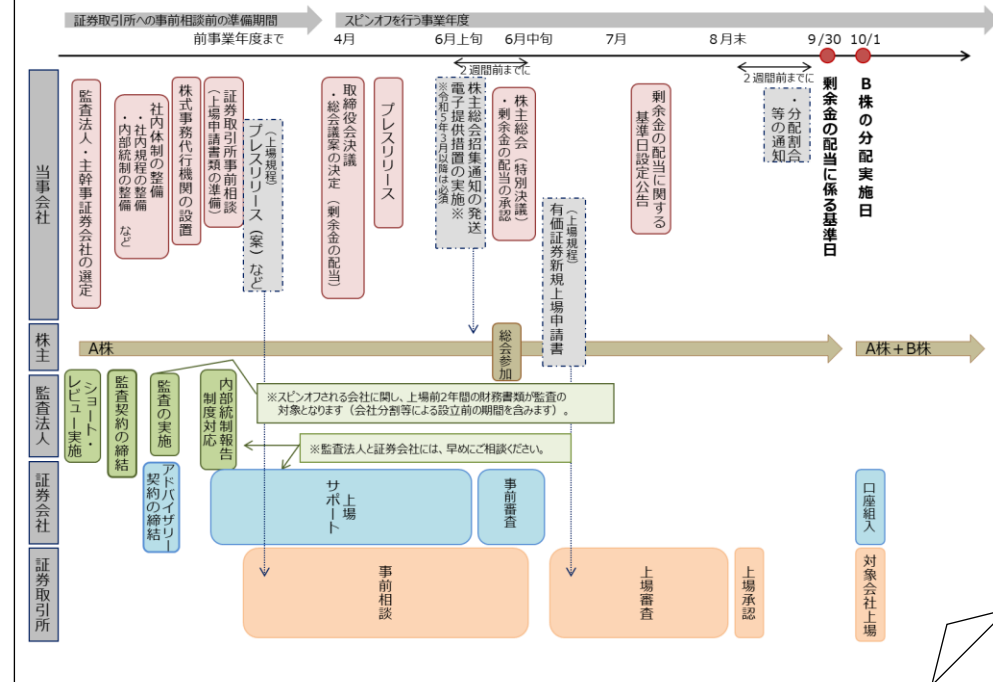 証券取引所への事前相談前の準備期間
スピンオフを行う事業年度
前事業年度まで
4月
6月上旬
6月中旬
7月
8月末
9/30
10/1
2週間前までに
2週間前までに
当事会社
監査法人・主幹事証券会社の選定
社内体制の整備
・社内規程の整備
・内部統制の整備 など
株式事務代行機関の設置
証券取引所事前相談
（上場申請書類の準備）
（上場規程）
プレスリリース（案）など
取締役会決議
・総会議案の決定（剰余金の配当）
プレスリリース
株主総会招集通知の発送
電子提供措置の実施※
※令和5年3月以降は必須
株主総会（特別決議）
・剰余金の配当の承認
（上場規程）
有価証券新規上場申請書
剰余金の配当に関する
基準日設定公告
・分配割合
等の通知
剰余金の配当に係る基準日
B株の分配実施日
株主
A株
総会参加
A株＋B株
監査法人
ショート・
レビュー実施
監査契約の締結
監査の実施
内部統制報告
制度対応
※スピンオフされる会社に関し、上場前2年間の財務書類が監査の
対象となります（会社分割等による設立前の期間を含みます）。
※監査法人と証券会社には、早めにご相談ください。
証券会社
アドバイザリー
契約の締結
上場
サポート
事前審査
口座組入
証券取引所
事前相談
上場審査
上場承認
対象会社上場